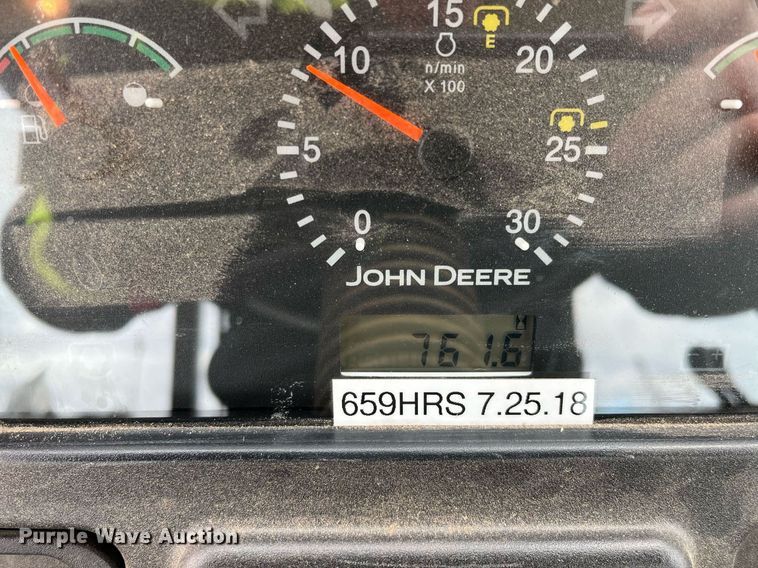 15
E
10
20
n/min
X 100
5
25
0
30
JOHN DEERE
761.6
659HRS 7.25.18
Purple Wave Auction